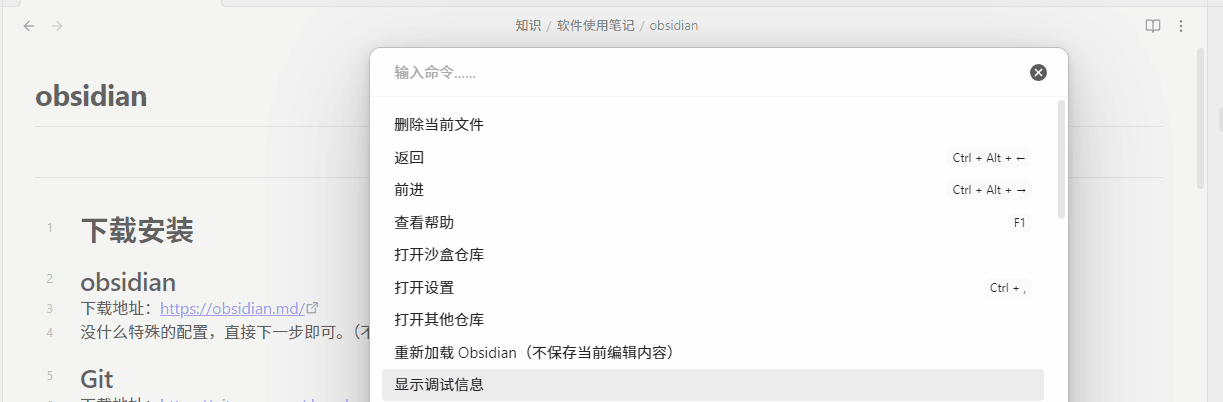 知识 / 软件使用笔记 / obsidian
输入命令......
obsidian
删除当前文件
返回 Ctrl + Alt + ←
前进 Ctrl + Alt + →
查看帮助 F1
打开沙盒仓库
打开设置 Ctrl + ,
打开其他仓库
重新加载 Obsidian（不保存当前编辑内容）
显示调试信息
1 下载安装
2 obsidian
3 下载地址：https://obsidian.md/
4 没什么特殊的配置，直接下一步即可。（
5 Git